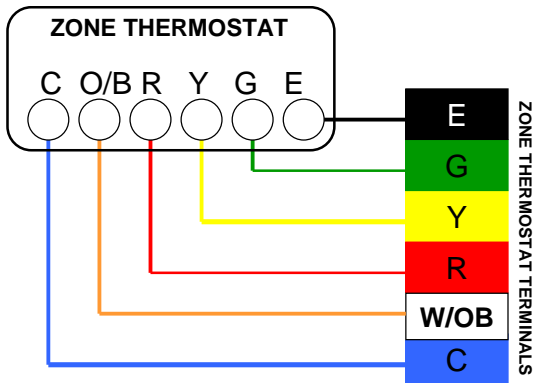 ZONE THERMOSTAT
C O/B R Y G E
E
G
Y
R
W/OB
C
ZONE THERMOSTAT TERMINALS